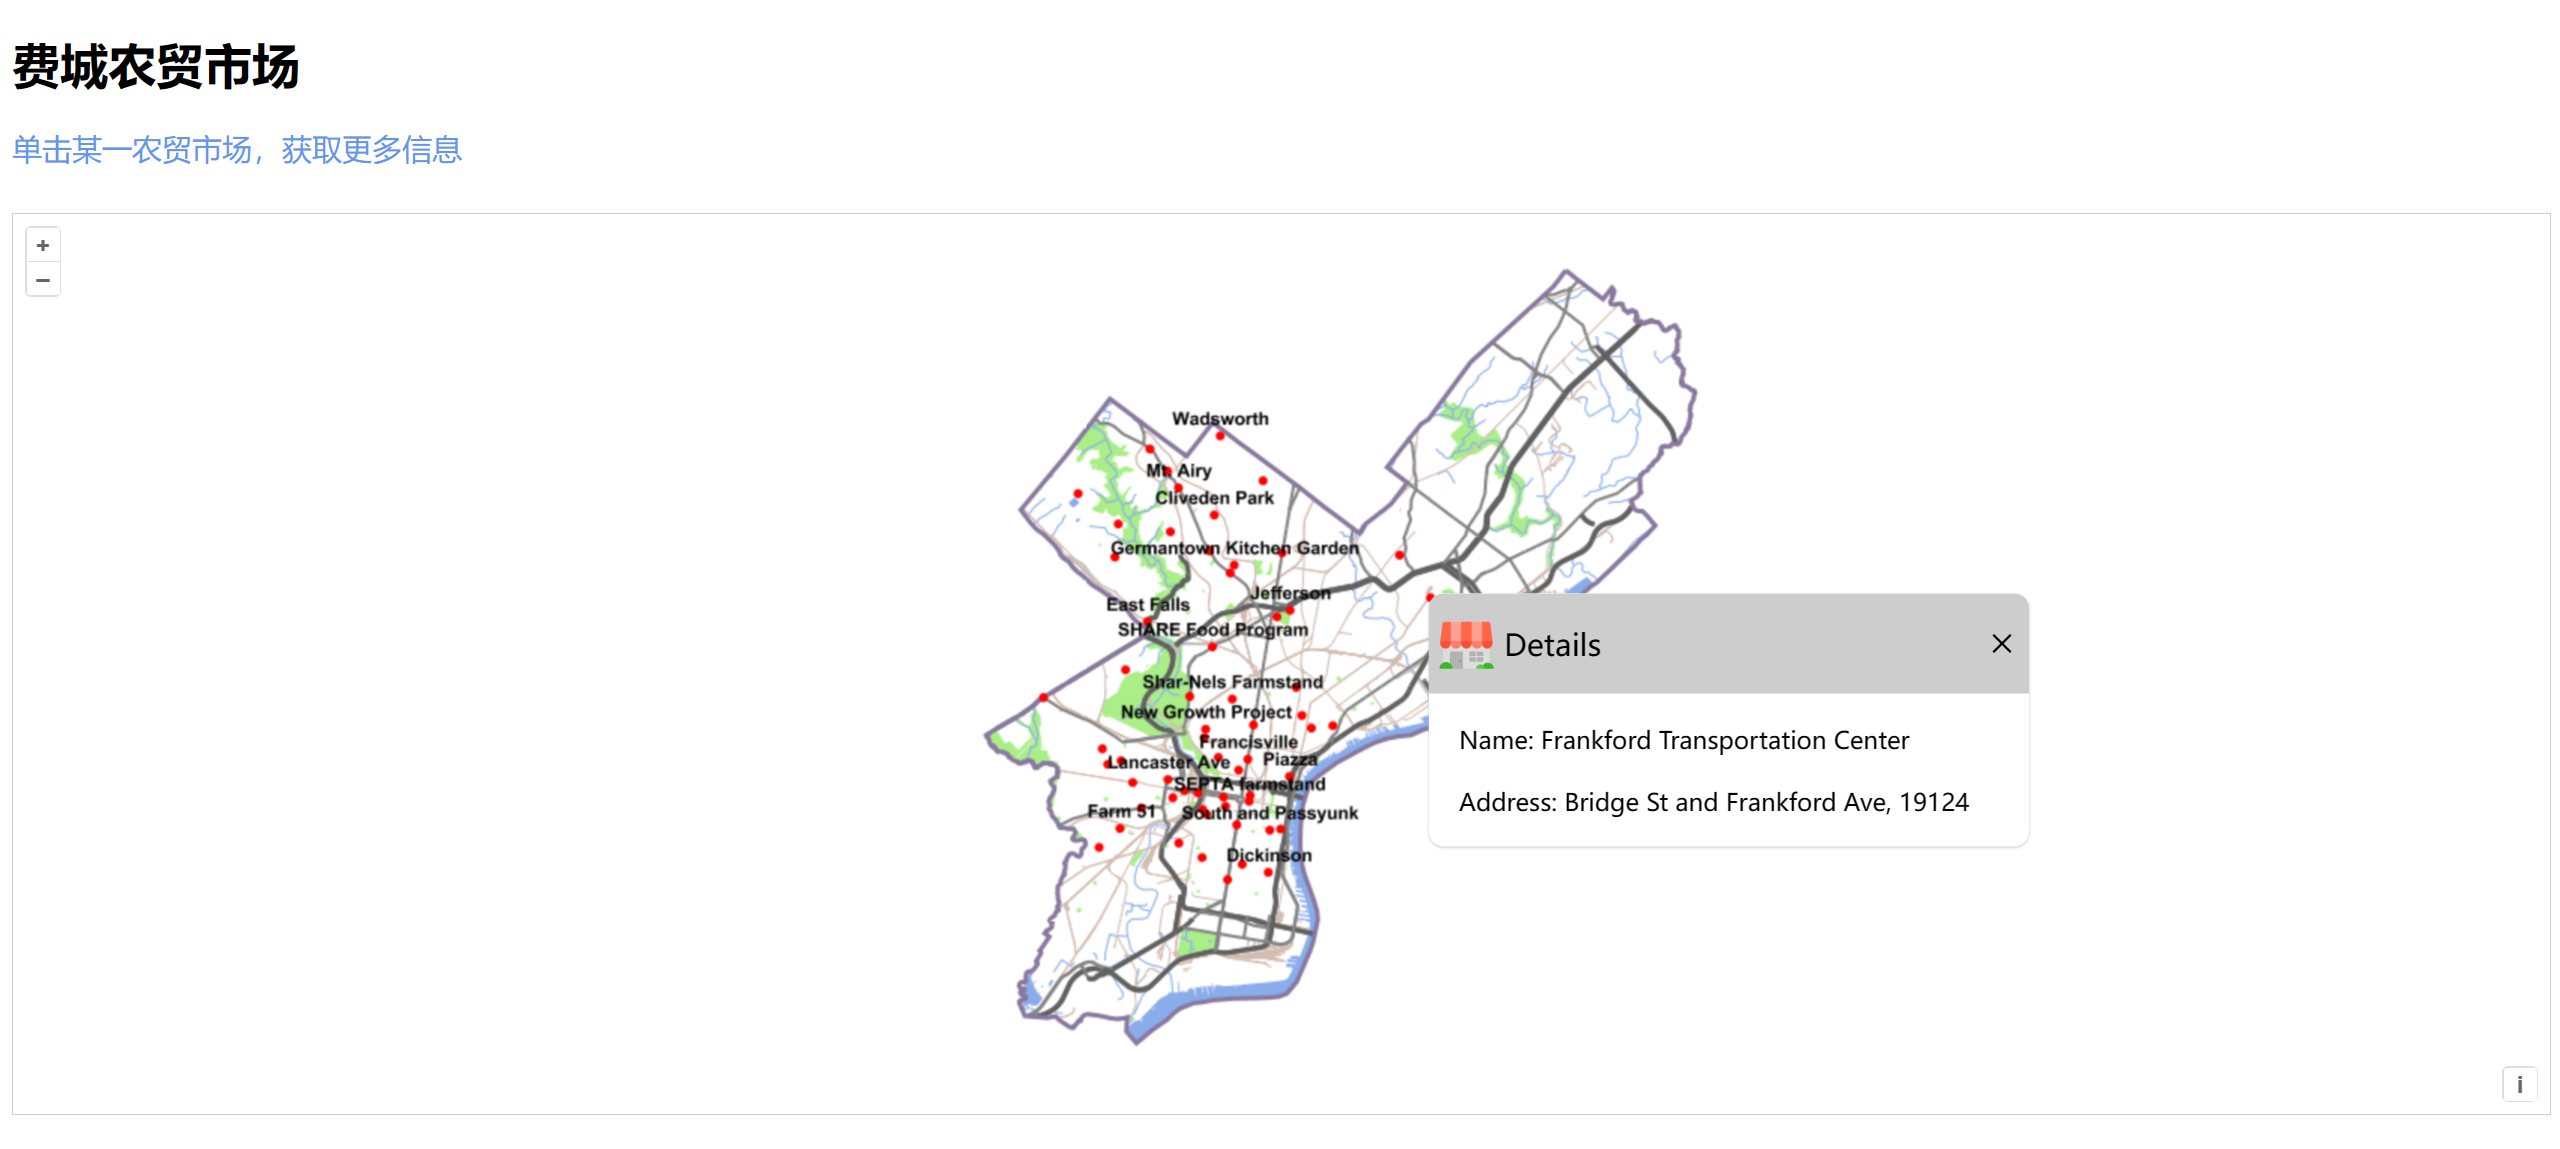 费城农贸市场
单击某一农贸市场，获取更多信息
+
−
Wadsworth
Mt. Airy
Cliveden Park
Germantown Kitchen Garden
Jefferson
East Falls
SHARE Food Program
Details
Shar-Nels Farmstand
New Growth Project
Name: Frankford Transportation Center
Francisville
Piazza
Lancaster Ave
SEPTA farmstand
Address: Bridge St and Frankford Ave, 19124
Farm 51
South and Passyunk
Dickinson
i